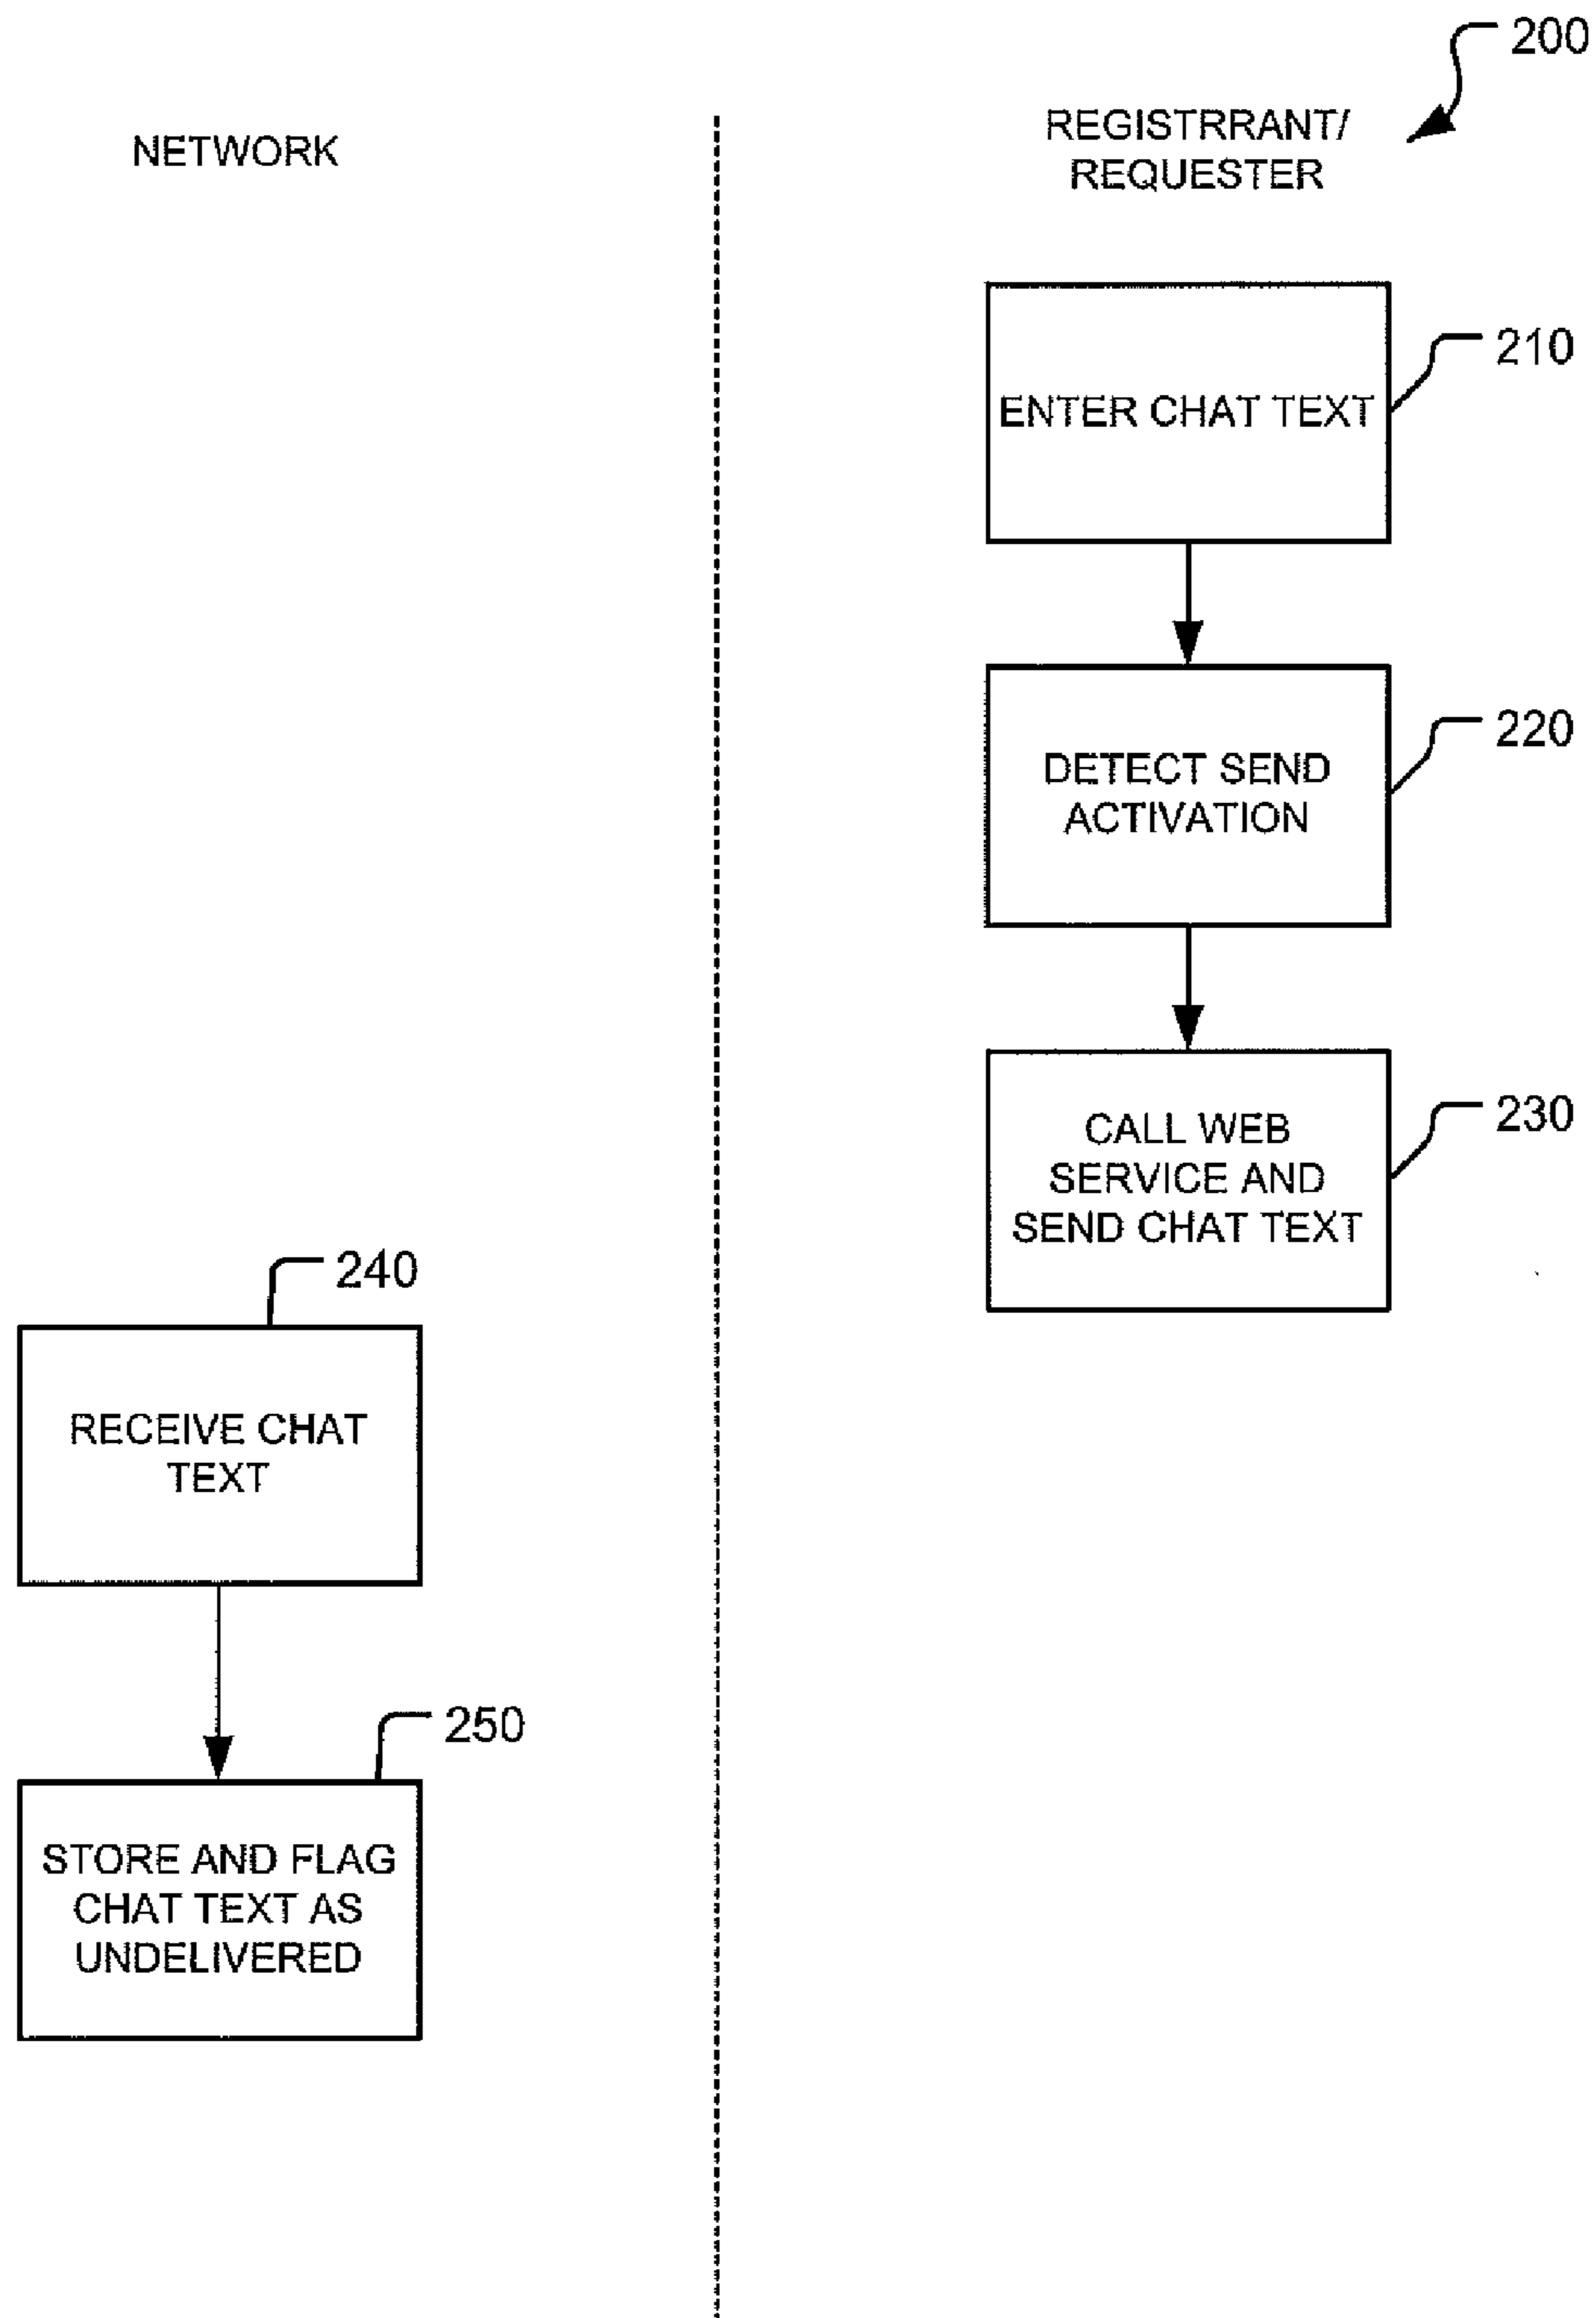 200
NETWORK
REGISTRRANT/
REQUESTER
210
ENTER CHAT TEXT
220
DETECT SEND
ACTIVATION
230
CALL WEB
SERVICE AND
SEND CHAT TEXT
240
RECEIVE CHAT
TEXT
250
STORE AND FLAG
CHAT TEXT AS
UNDELIVERED